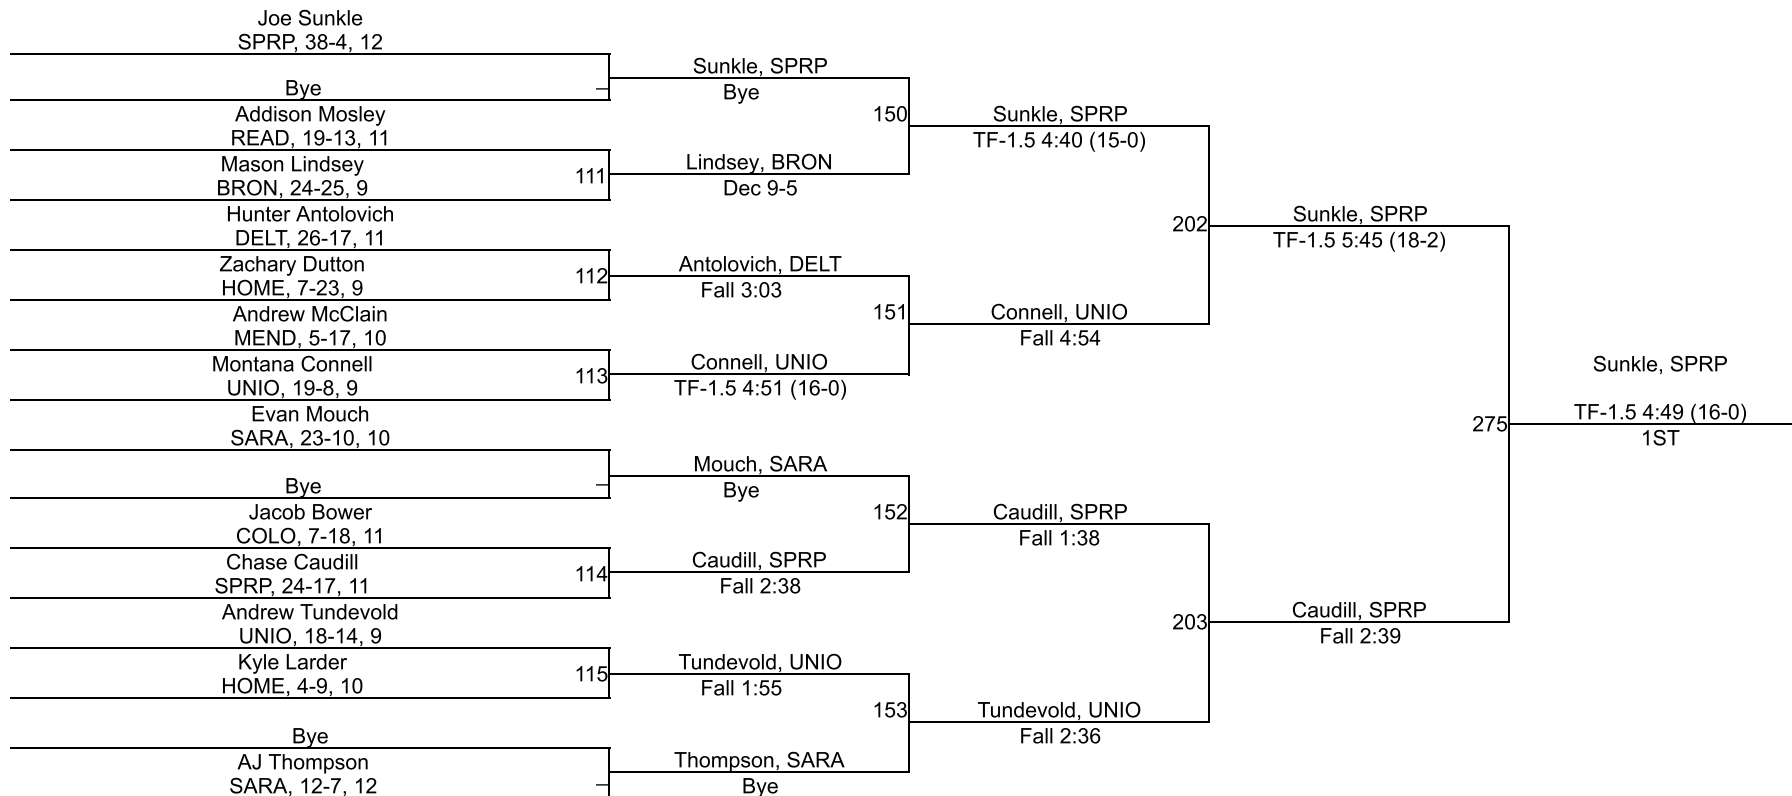 Joe Sunkle
SPRP, 38-4, 12
Bye
Addison Mosley
READ, 19-13, 11
Mason Lindsey
BRON, 24-25, 9
111
Hunter Antolovich
DELT, 26-17, 11
Zachary Dutton
HOME, 7-23, 9
112
Andrew McClain
MEND, 5-17, 10
Montana Connell
UNIO, 19-8, 9
113
Evan Mouch
SARA, 23-10, 10
Bye
Jacob Bower
COLO, 7-18, 11
Chase Caudill
SPRP, 24-17, 11
114
Andrew Tundevold
UNIO, 18-14, 9
Kyle Larder
HOME, 4-9, 10
115
Bye
AJ Thompson
SARA, 12-7, 12
Sunkle, SPRP
Bye
150
Lindsey, BRON
Dec 9-5
Antolovich, DELT
Fall 3:03
151
Connell, UNIO
TF-1.5 4:51 (16-0)
Mouch, SARA
Bye
152
Caudill, SPRP
Fall 2:38
Tundevold, UNIO
Fall 1:55
153
Thompson, SARA
Bye
Sunkle, SPRP
TF-1.5 4:40 (15-0)
202
Connell, UNIO
Fall 4:54
Caudill, SPRP
Fall 1:38
203
Tundevold, UNIO
Fall 2:36
Sunkle, SPRP
TF-1.5 5:45 (18-2)
275
Caudill, SPRP
Fall 2:39
Sunkle, SPRP
TF-1.5 4:49 (16-0)
1ST